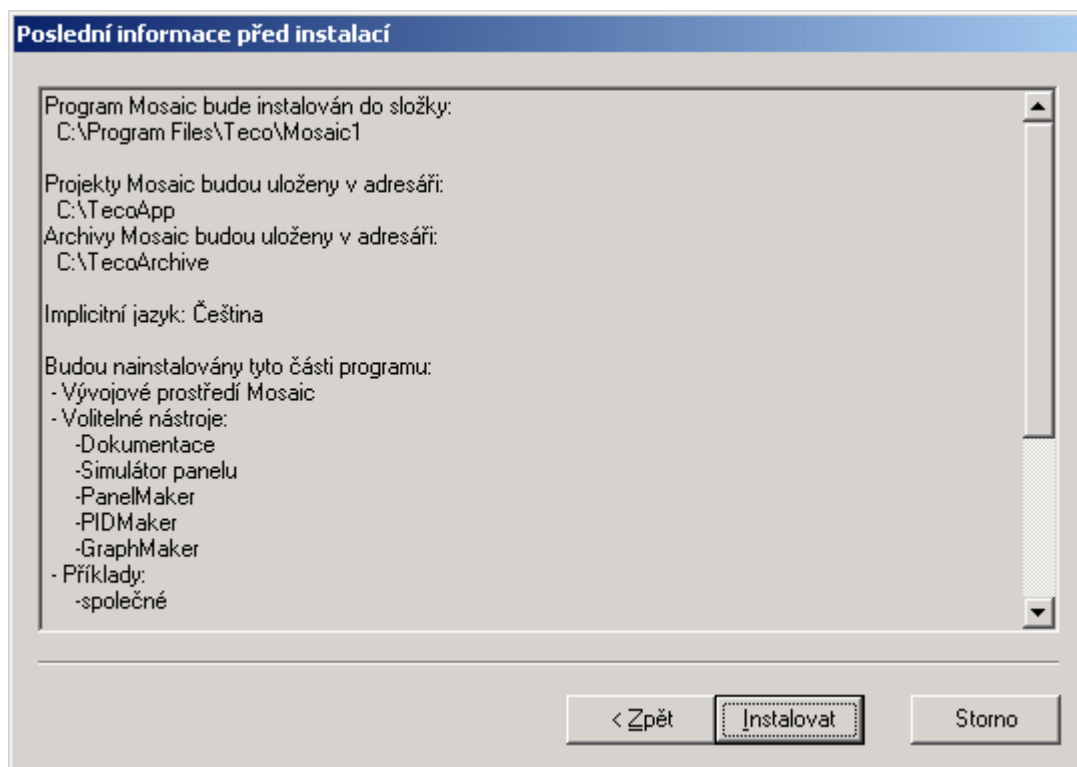 Poslední informace před instalací
Program Mosaic bude instalován do složky:
C:\Program Files\Teco\Mosaic1
Projekty Mosaic budou uloženy v adresáři:
C:\TecoApp
Archivy Mosaic budou uloženy v adresáři:
C:\TecoArchive
Implicitní jazyk: Čeština
Budou nainstalovány tyto části programu:
- Vývojové prostředí Mosaic
- Volitelné nástroje:
-Dokumentace
-Simulátor panelu
-PanelMaker
-PIDMaker
-GraphMaker
- Příklady:
-společné
< Zpět
Instalovat
Storno